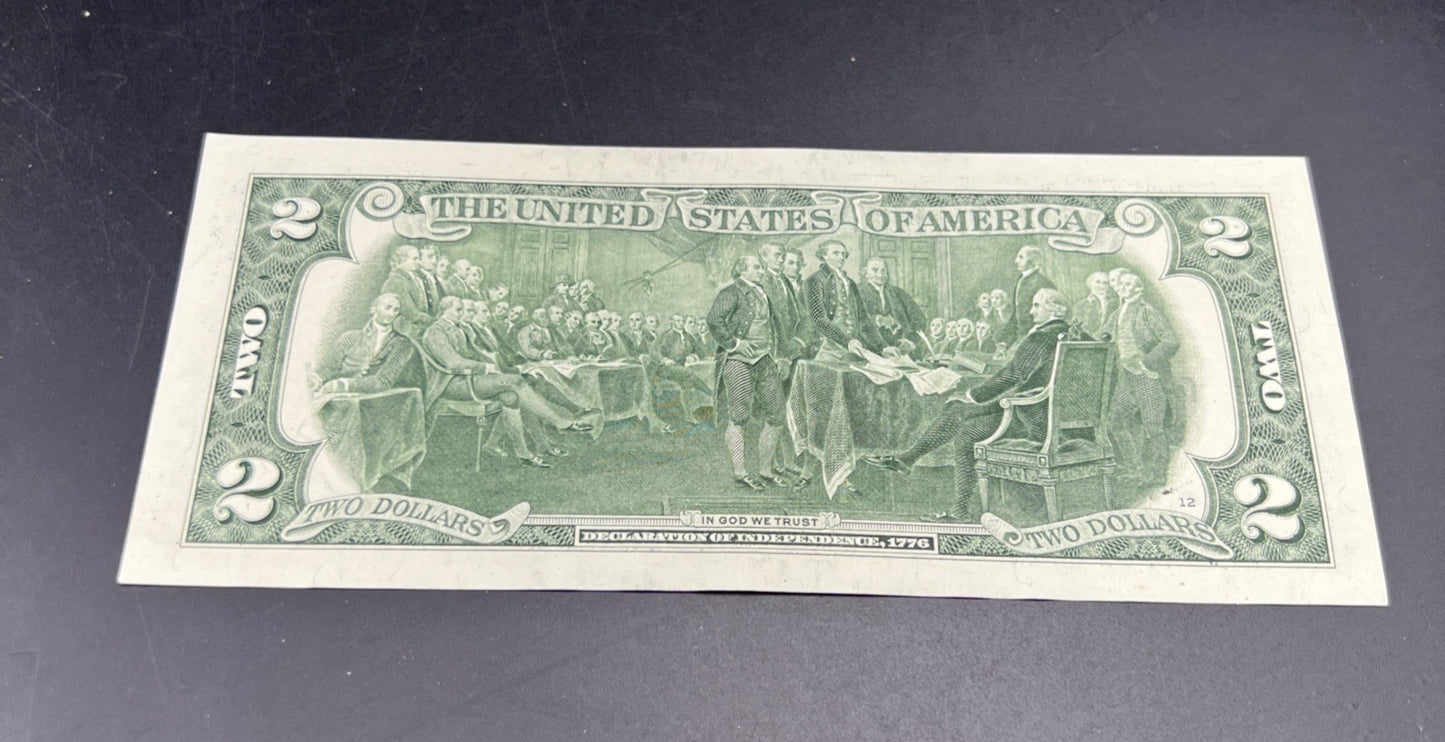 THE UNITED STATES OF AMERICA
2
2
TWO
TWO
2
2
TWO DOLLARS
IN GOD WE TRUST
DECLARATION OF INDEPENDENCE, 1776
12
TWO DOLLARS